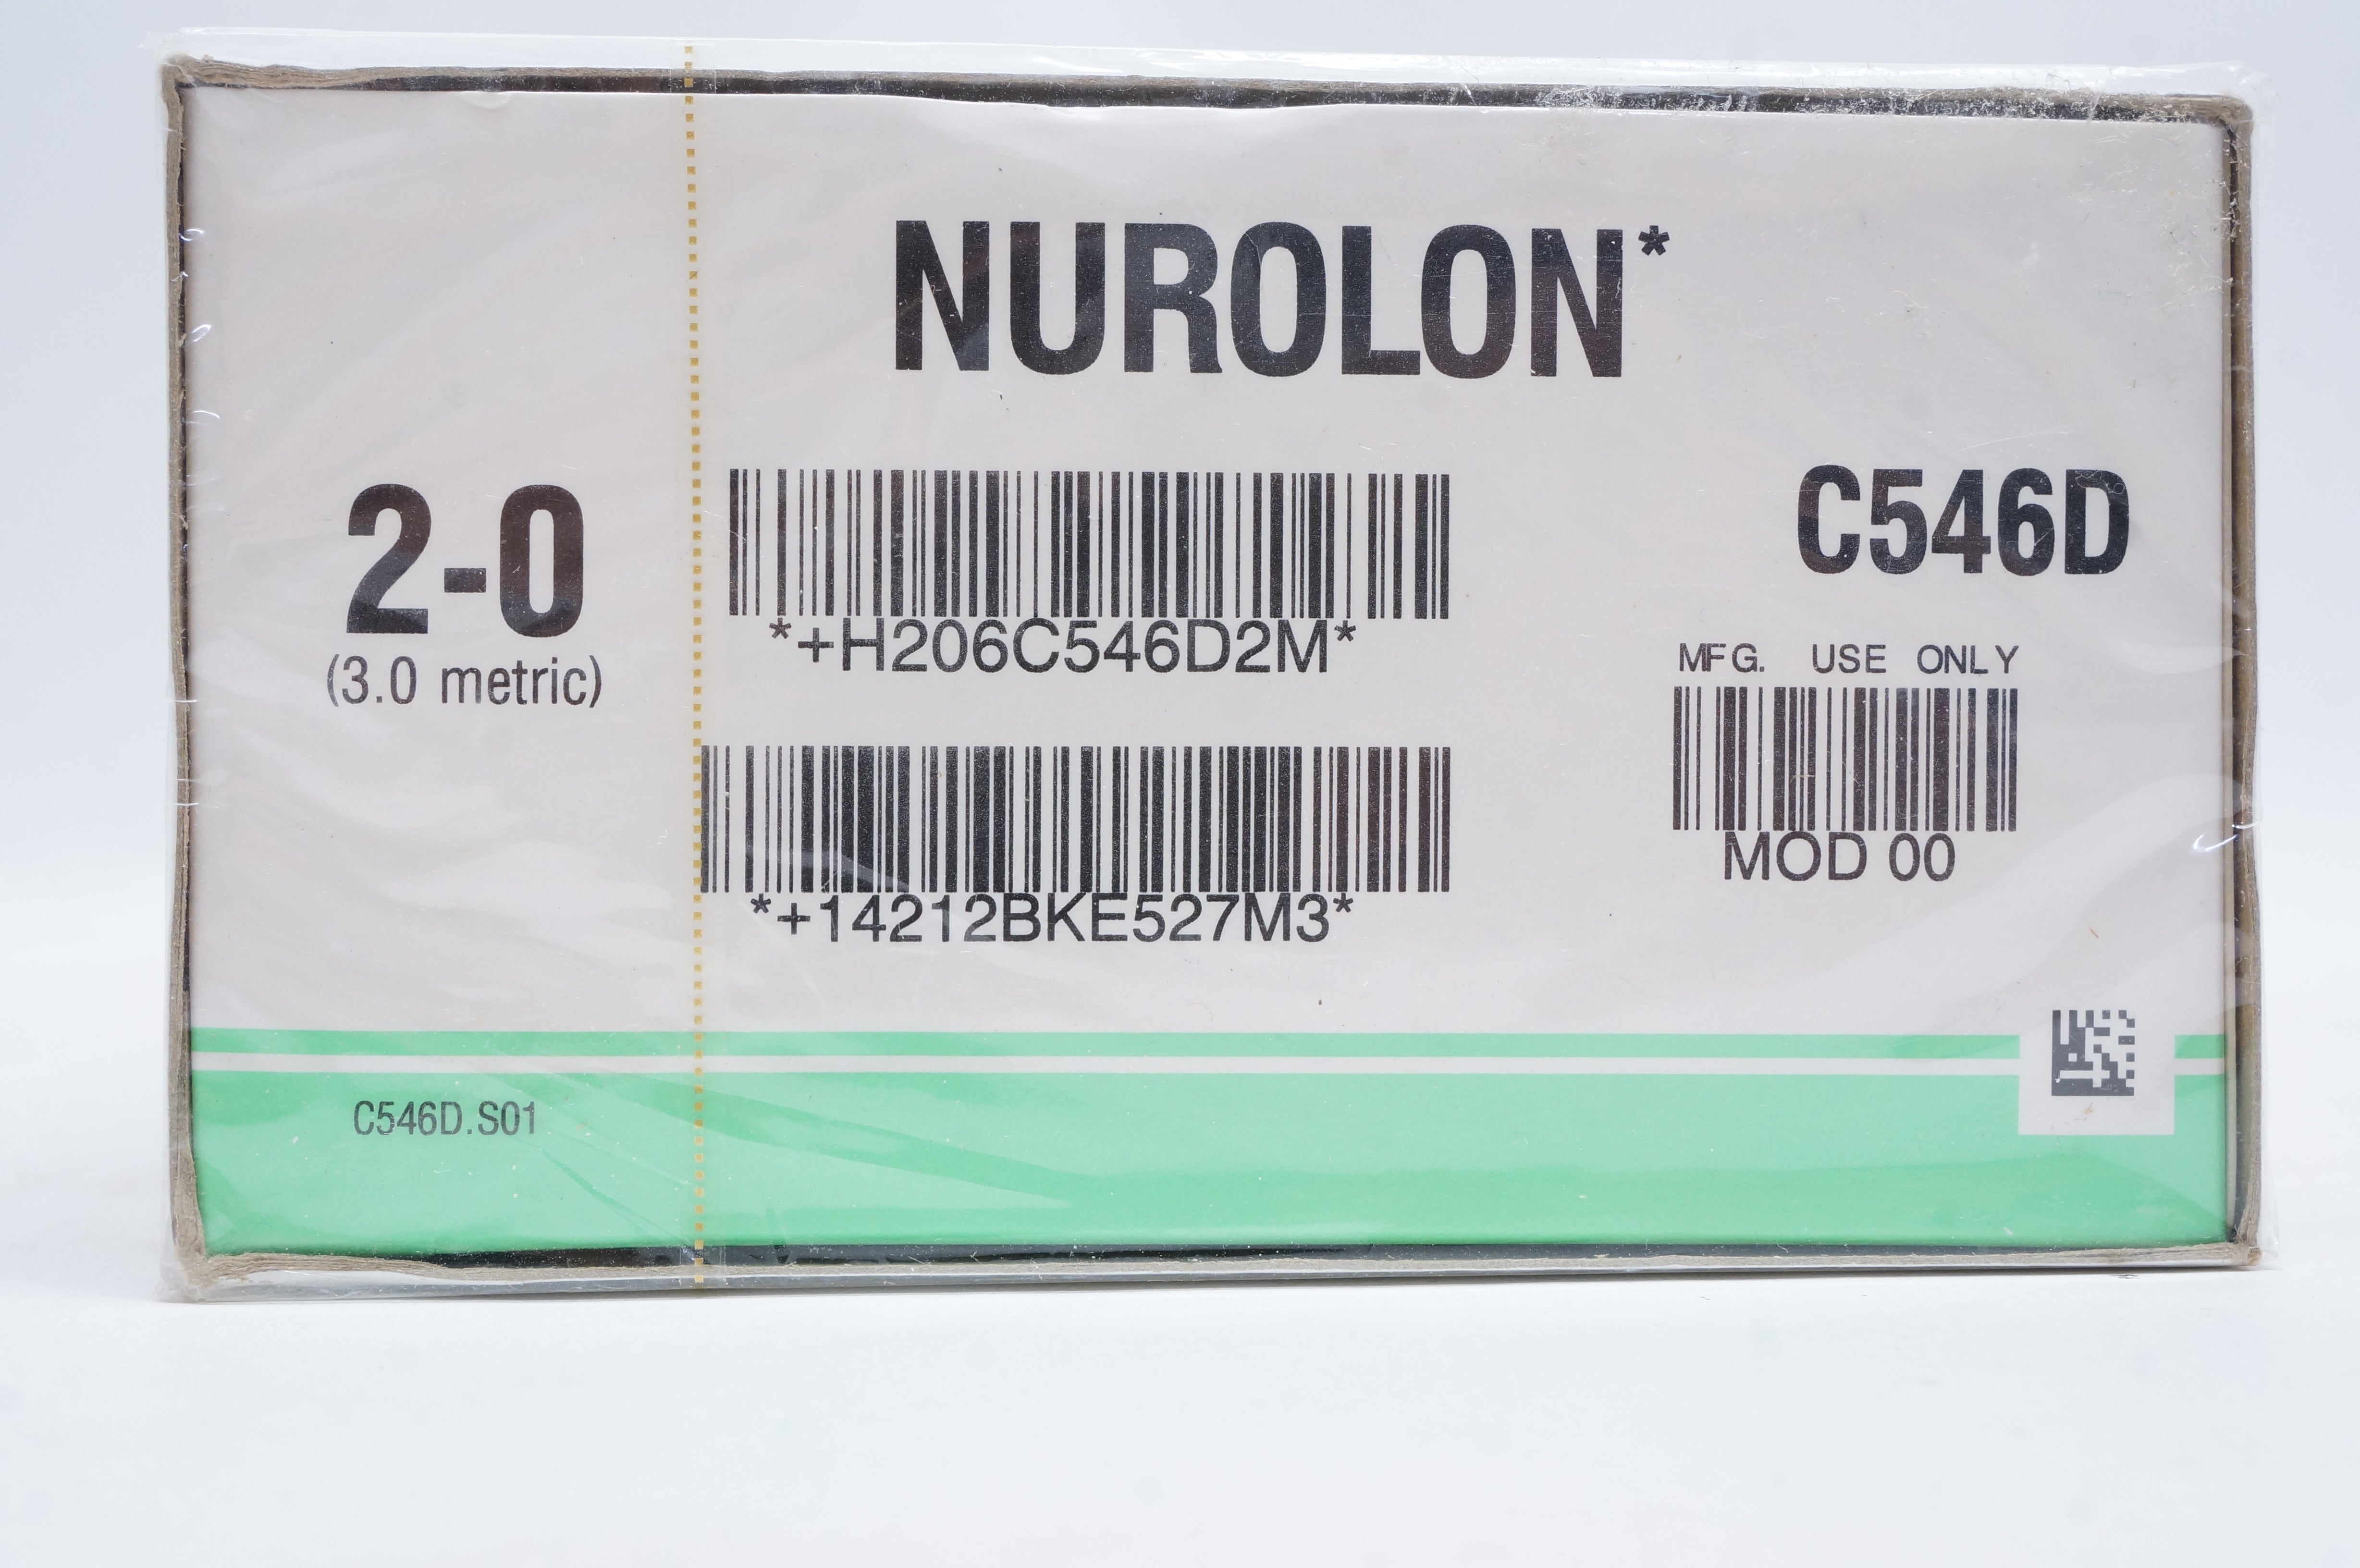 NUROLON*
2-0
(3.0 metric)
*+H206C546D2M*
C546D
MFG. USE ONLY
MOD 00
*+14212BKE527M3*
C546D.S01